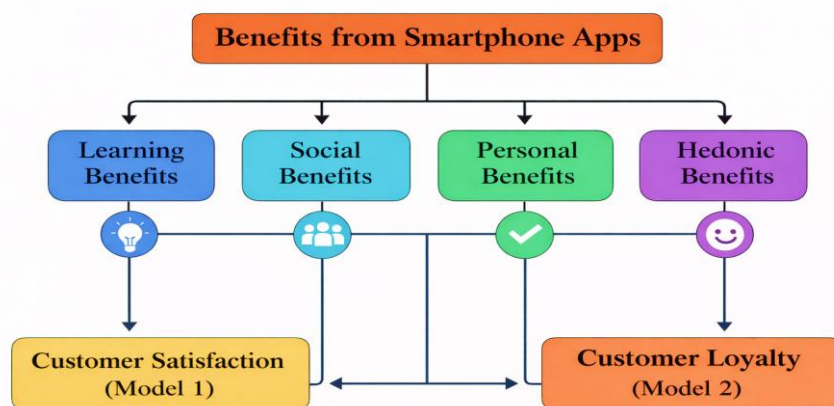 Benefits from Smartphone Apps
Learning
Benefits
Social
Benefits
Personal
Benefits
Hedonic
Benefits
Customer Satisfaction
(Model 1)
Customer Loyalty
(Model 2)